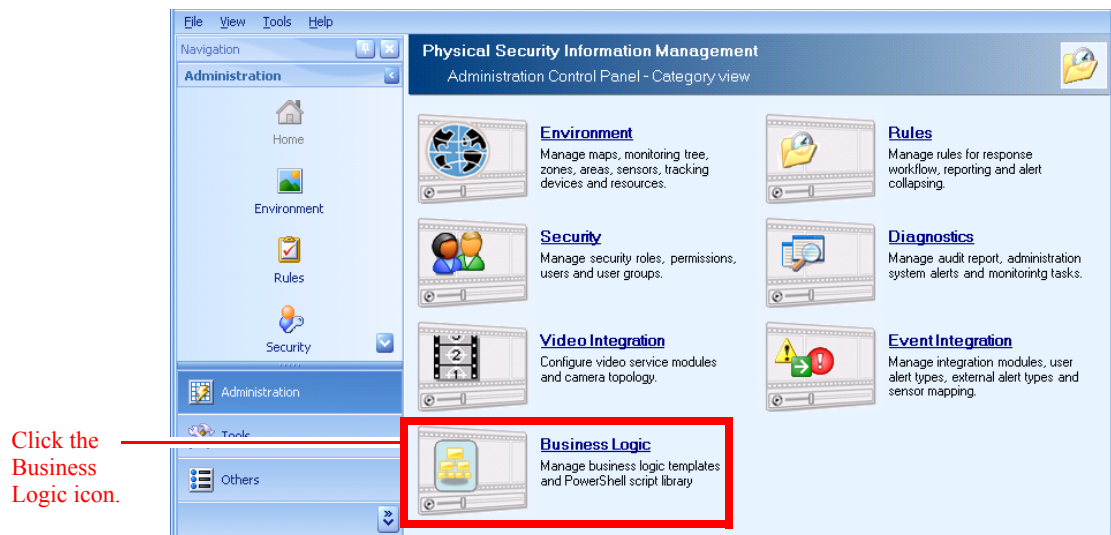 File View Tools Help
Navigation
Administration
Home
Environment
Rules
Security
Administration
Tools
Others
Physical Security Information Management
Administration Control Panel - Category view
Environment
Manage maps, monitoring tree,
zones, areas, sensors, tracking
devices and resources.
Rules
Manage rules for response
workflow, reporting and alert
collapsing.
Security
Manage security roles, permissions,
users and user groups.
Diagnostics
Manage audit report, administration
system alerts and monitorintg tasks.
Video Integration
Configure video service modules
and camera topology.
Event Integration
Manage integration modules, user
alert types, external alert types and
sensor mapping.
Business Logic
Manage business logic templates
and PowerShell script library
Click the
Business
Logic icon.
2
1